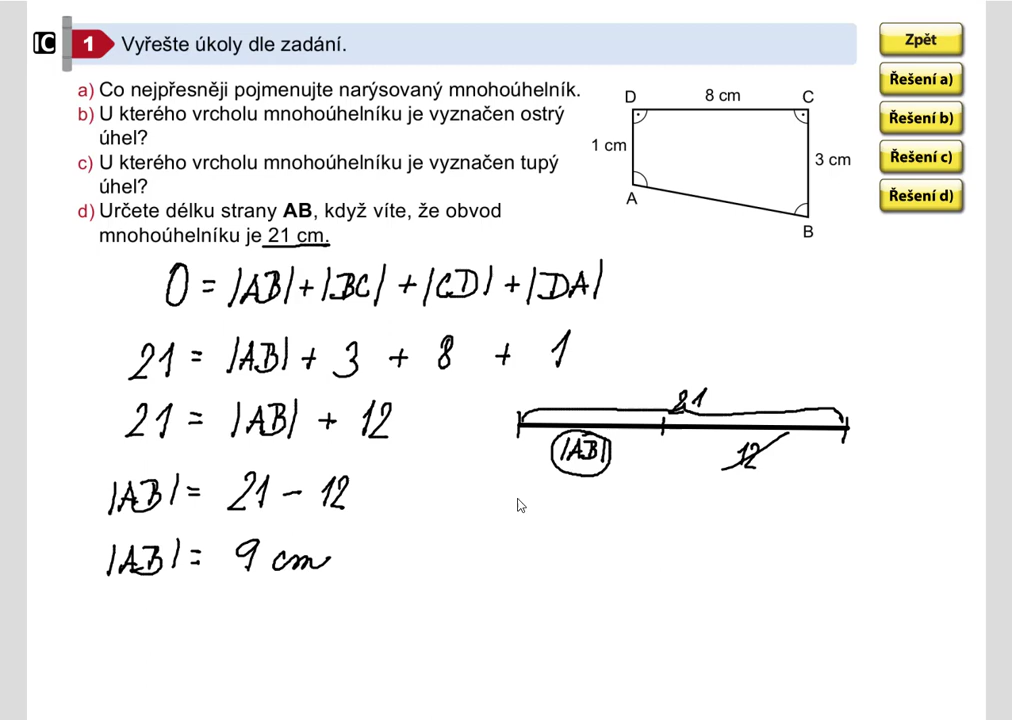 IC
1 Vyřešte úkoly dle zadání.
Zpět
Řešení a)
Řešení b)
Řešení c)
Řešení d)
a) Co nejpřesněji pojmenujte narýsovaný mnohoúhelník.
b) U kterého vrcholu mnohoúhelníku je vyznačen ostrý
úhel?
c) U kterého vrcholu mnohoúhelníku je vyznačen tupý
úhel?
d) Určete délku strany AB, když víte, že obvod
mnohoúhelníku je 21 cm.
D 8 cm C
1 cm
3 cm
A
B
O = |AB| + |BC| + |CD| + |DA|
21 = |AB| + 3 + 8 + 1
21 = |AB| + 12
|AB| = 21 - 12
|AB| = 9 cm
21
|AB| 12